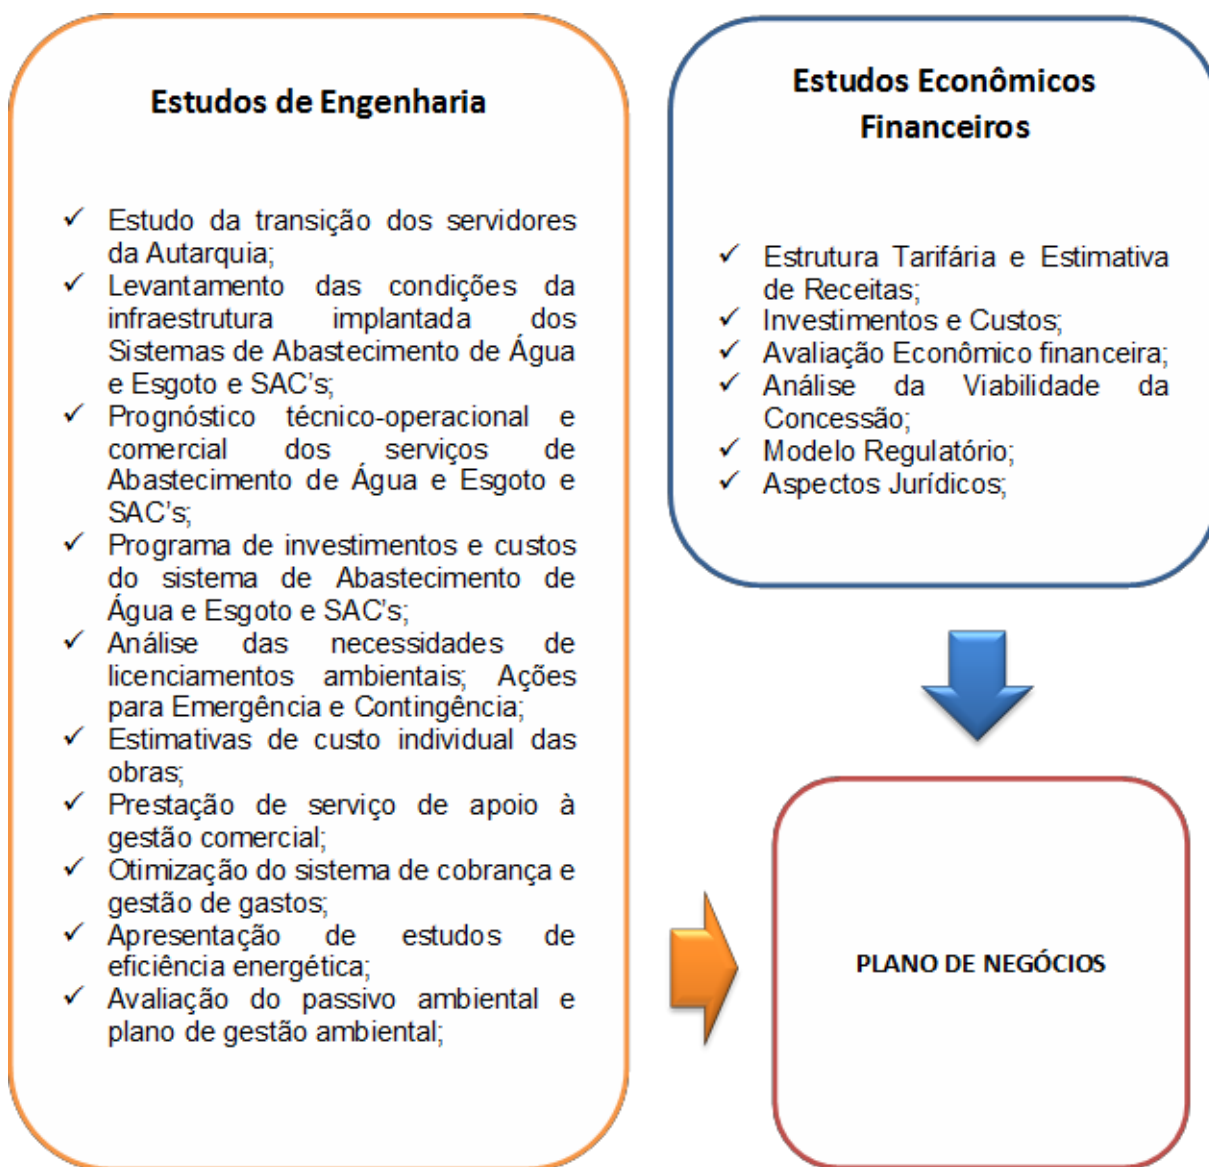 Estudos de Engenharia
✓ Estudo da transição dos servidores
da Autarquia;
✓ Levantamento das condições da
infraestrutura implantada dos
Sistemas de Abastecimento de Água
e Esgoto e SAC's;
✓ Prognóstico técnico-operacional e
comercial dos serviços de
Abastecimento de Água e Esgoto e
SAC's;
✓ Programa de investimentos e custos
do sistema de Abastecimento de
Água e Esgoto e SAC's;
✓ Análise das necessidades de
licenciamentos ambientais; Ações
para Emergência e Contingência;
✓ Estimativas de custo individual das
obras;
✓ Prestação de serviço de apoio à
gestão comercial;
✓ Otimização do sistema de cobrança e
gestão de gastos;
✓ Apresentação de estudos de
eficiência energética;
✓ Avaliação do passivo ambiental e
plano de gestão ambiental;
Estudos Econômicos
Financeiros
✓ Estrutura Tarifária e Estimativa
de Receitas;
✓ Investimentos e Custos;
✓ Avaliação Econômico financeira;
✓ Análise da Viabilidade da
Concessão;
✓ Modelo Regulatório;
✓ Aspectos Jurídicos;
PLANO DE NEGÓCIOS